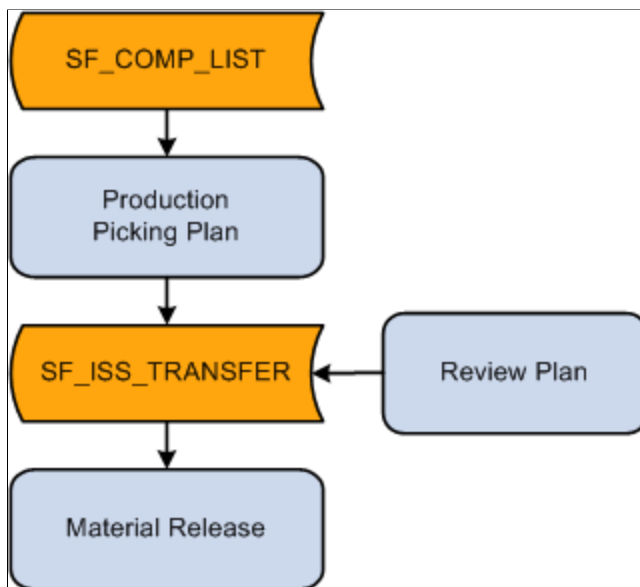 SF_COMP_LIST
Production
Picking Plan
SF_ISS_TRANSFER
Review Plan
Material Release